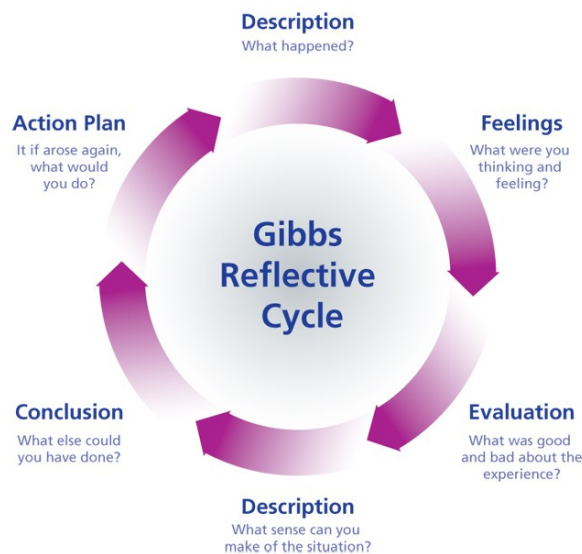 Description
What happened?
Feelings
What were you
thinking and
feeling?
Evaluation
What was good
and bad about the
experience?
Description
What sense can you
make of the situation?
Conclusion
What else could
you have done?
Action Plan
It if arose again,
what would
you do?
Gibbs
Reflective
Cycle